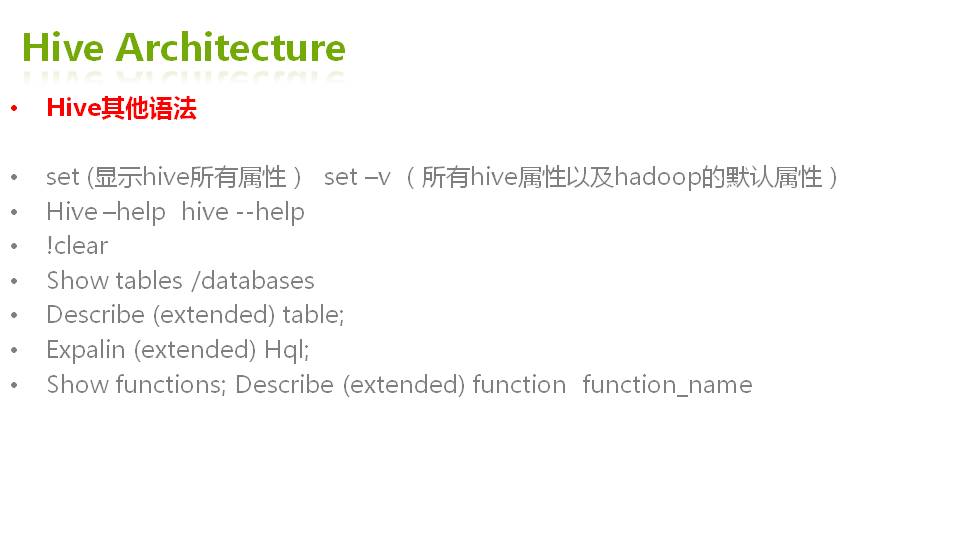 Hive Architecture
• Hive其他语法
• set (显示hive所有属性） set –v （所有hive属性以及hadoop的默认属性）
• Hive –help hive --help
• !clear
• Show tables /databases
• Describe (extended) table;
• Expalin (extended) Hql;
• Show functions; Describe (extended) function function_name